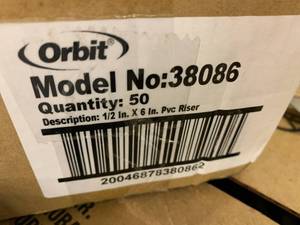 Orbit®
Model No:38086
Quantity: 50
Description: 1/2 In. X 6 In. Pvc Riser
20046878380862